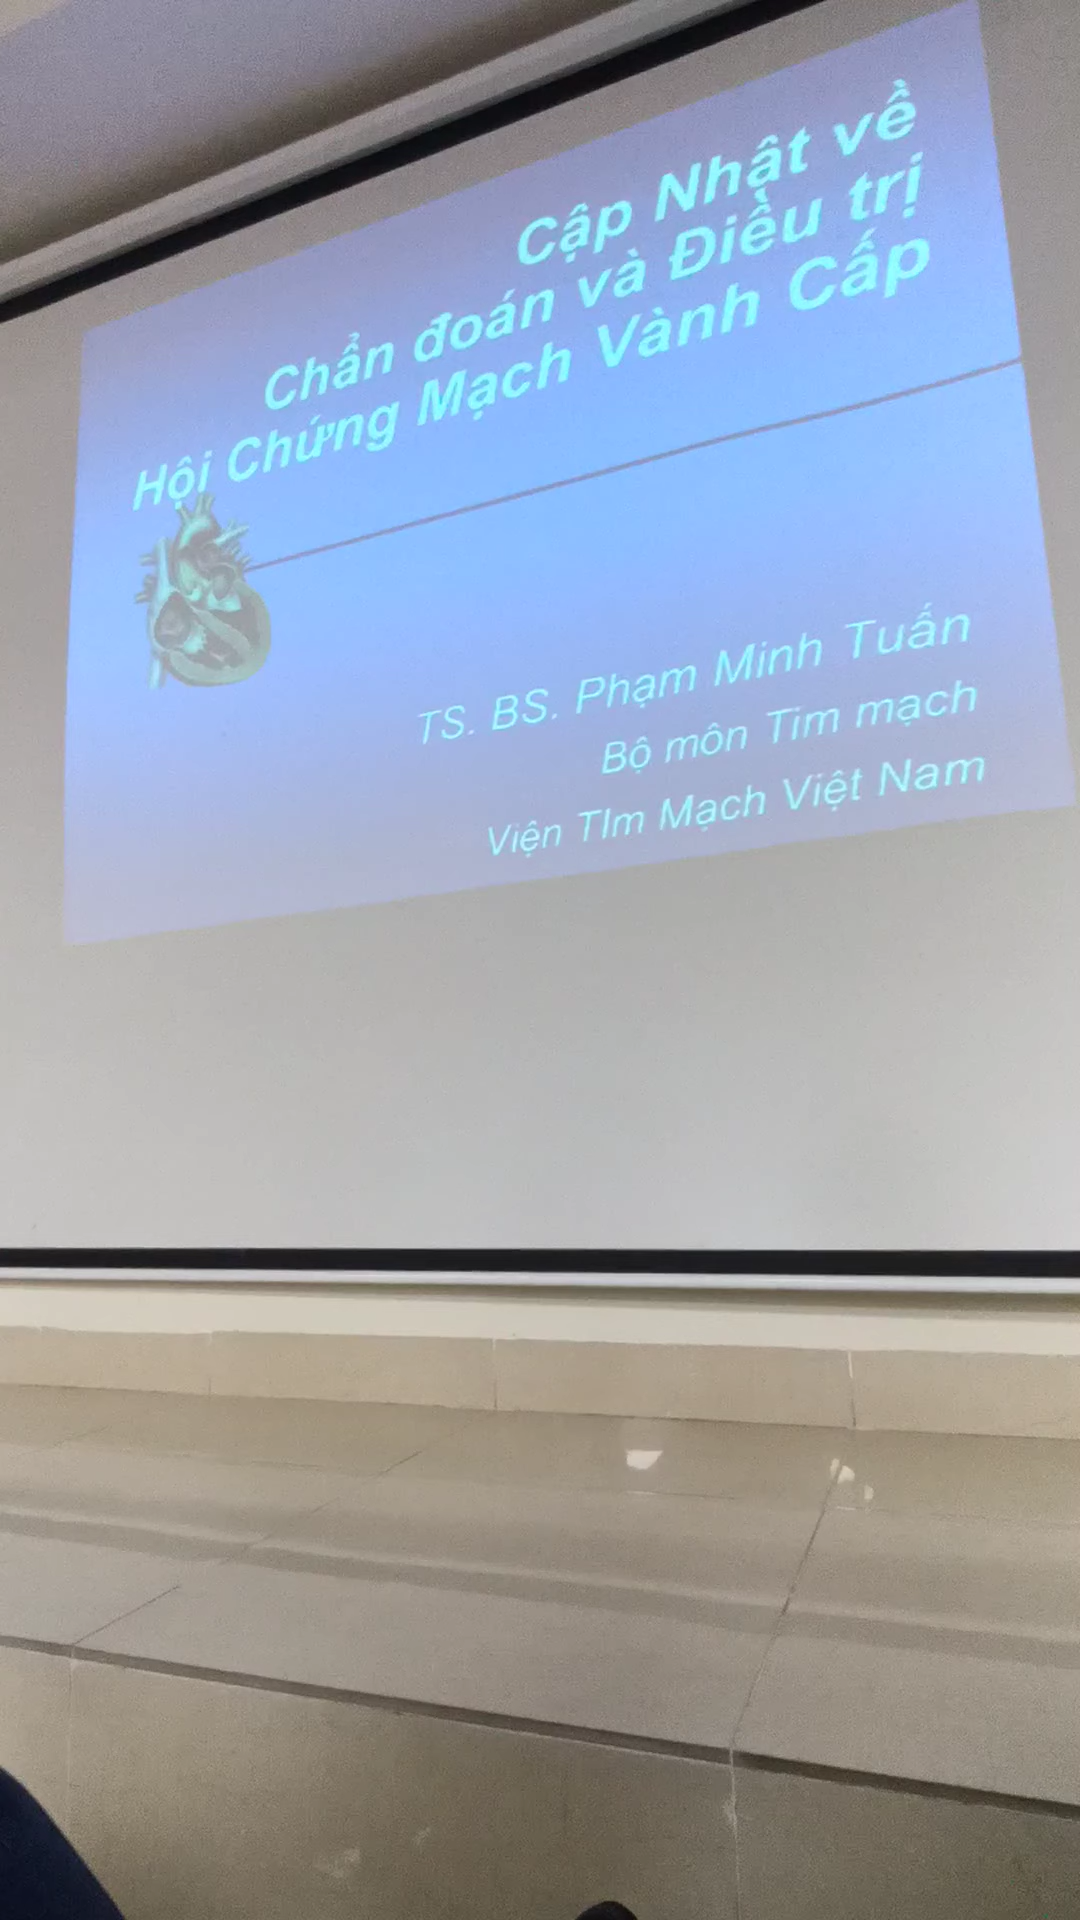 Cập Nhật về
Chẩn đoán và Điều trị
Hội Chứng Mạch Vành Cấp
TS. BS. Phạm Minh Tuấn
Bộ môn Tim mạch
Viện TIm Mạch Việt Nam